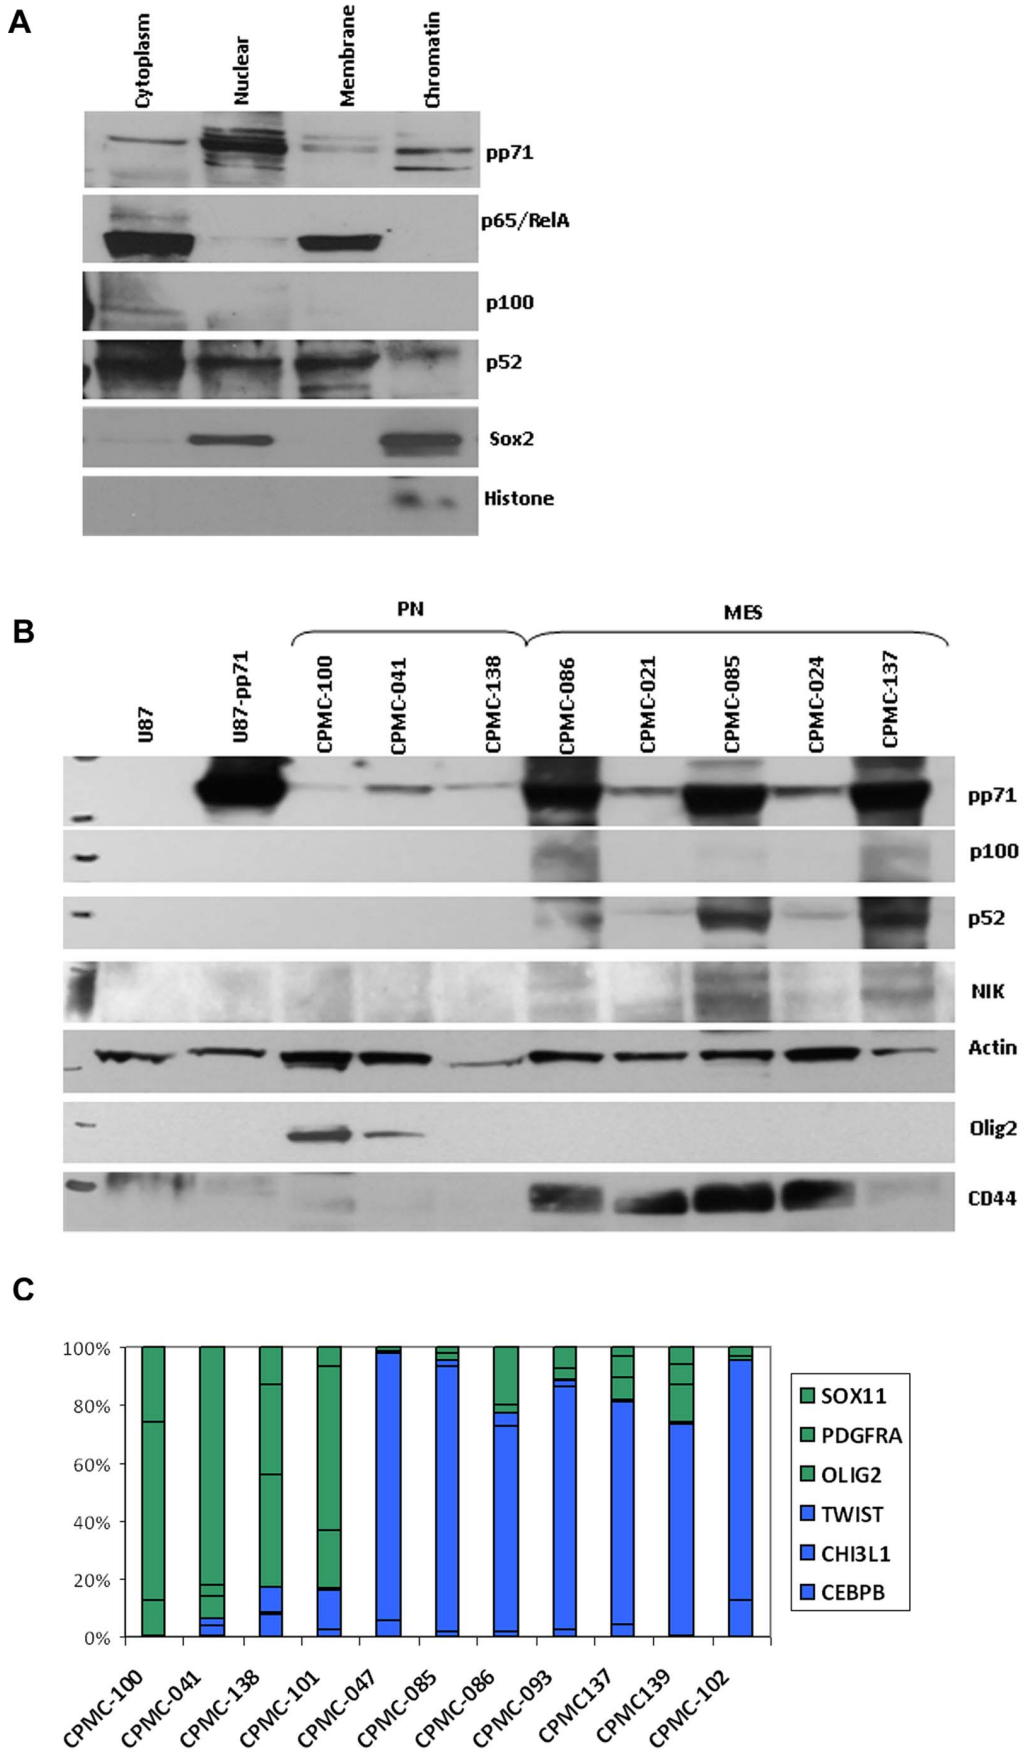 A
Cytoplasm
Nuclear
Membrane
Chromatin
pp71
p65/RelA
p100
p52
Sox2
Histone
B
PN
MES
U87
U87-pp71
CPMC-100
CPMC-041
CPMC-138
CPMC-086
CPMC-021
CPMC-085
CPMC-024
CPMC-137
pp71
p100
p52
NIK
Actin
Olig2
CD44
C
100%
80%
60%
40%
20%
0%
CPMC-100
CPMC-041
CPMC-138
CPMC-101
CPMC-047
CPMC-085
CPMC-086
CPMC-093
CPMC137
CPMC139
CPMC-102
SOX11
PDGFRA
OLIG2
TWIST
CHI3L1
CEBPB